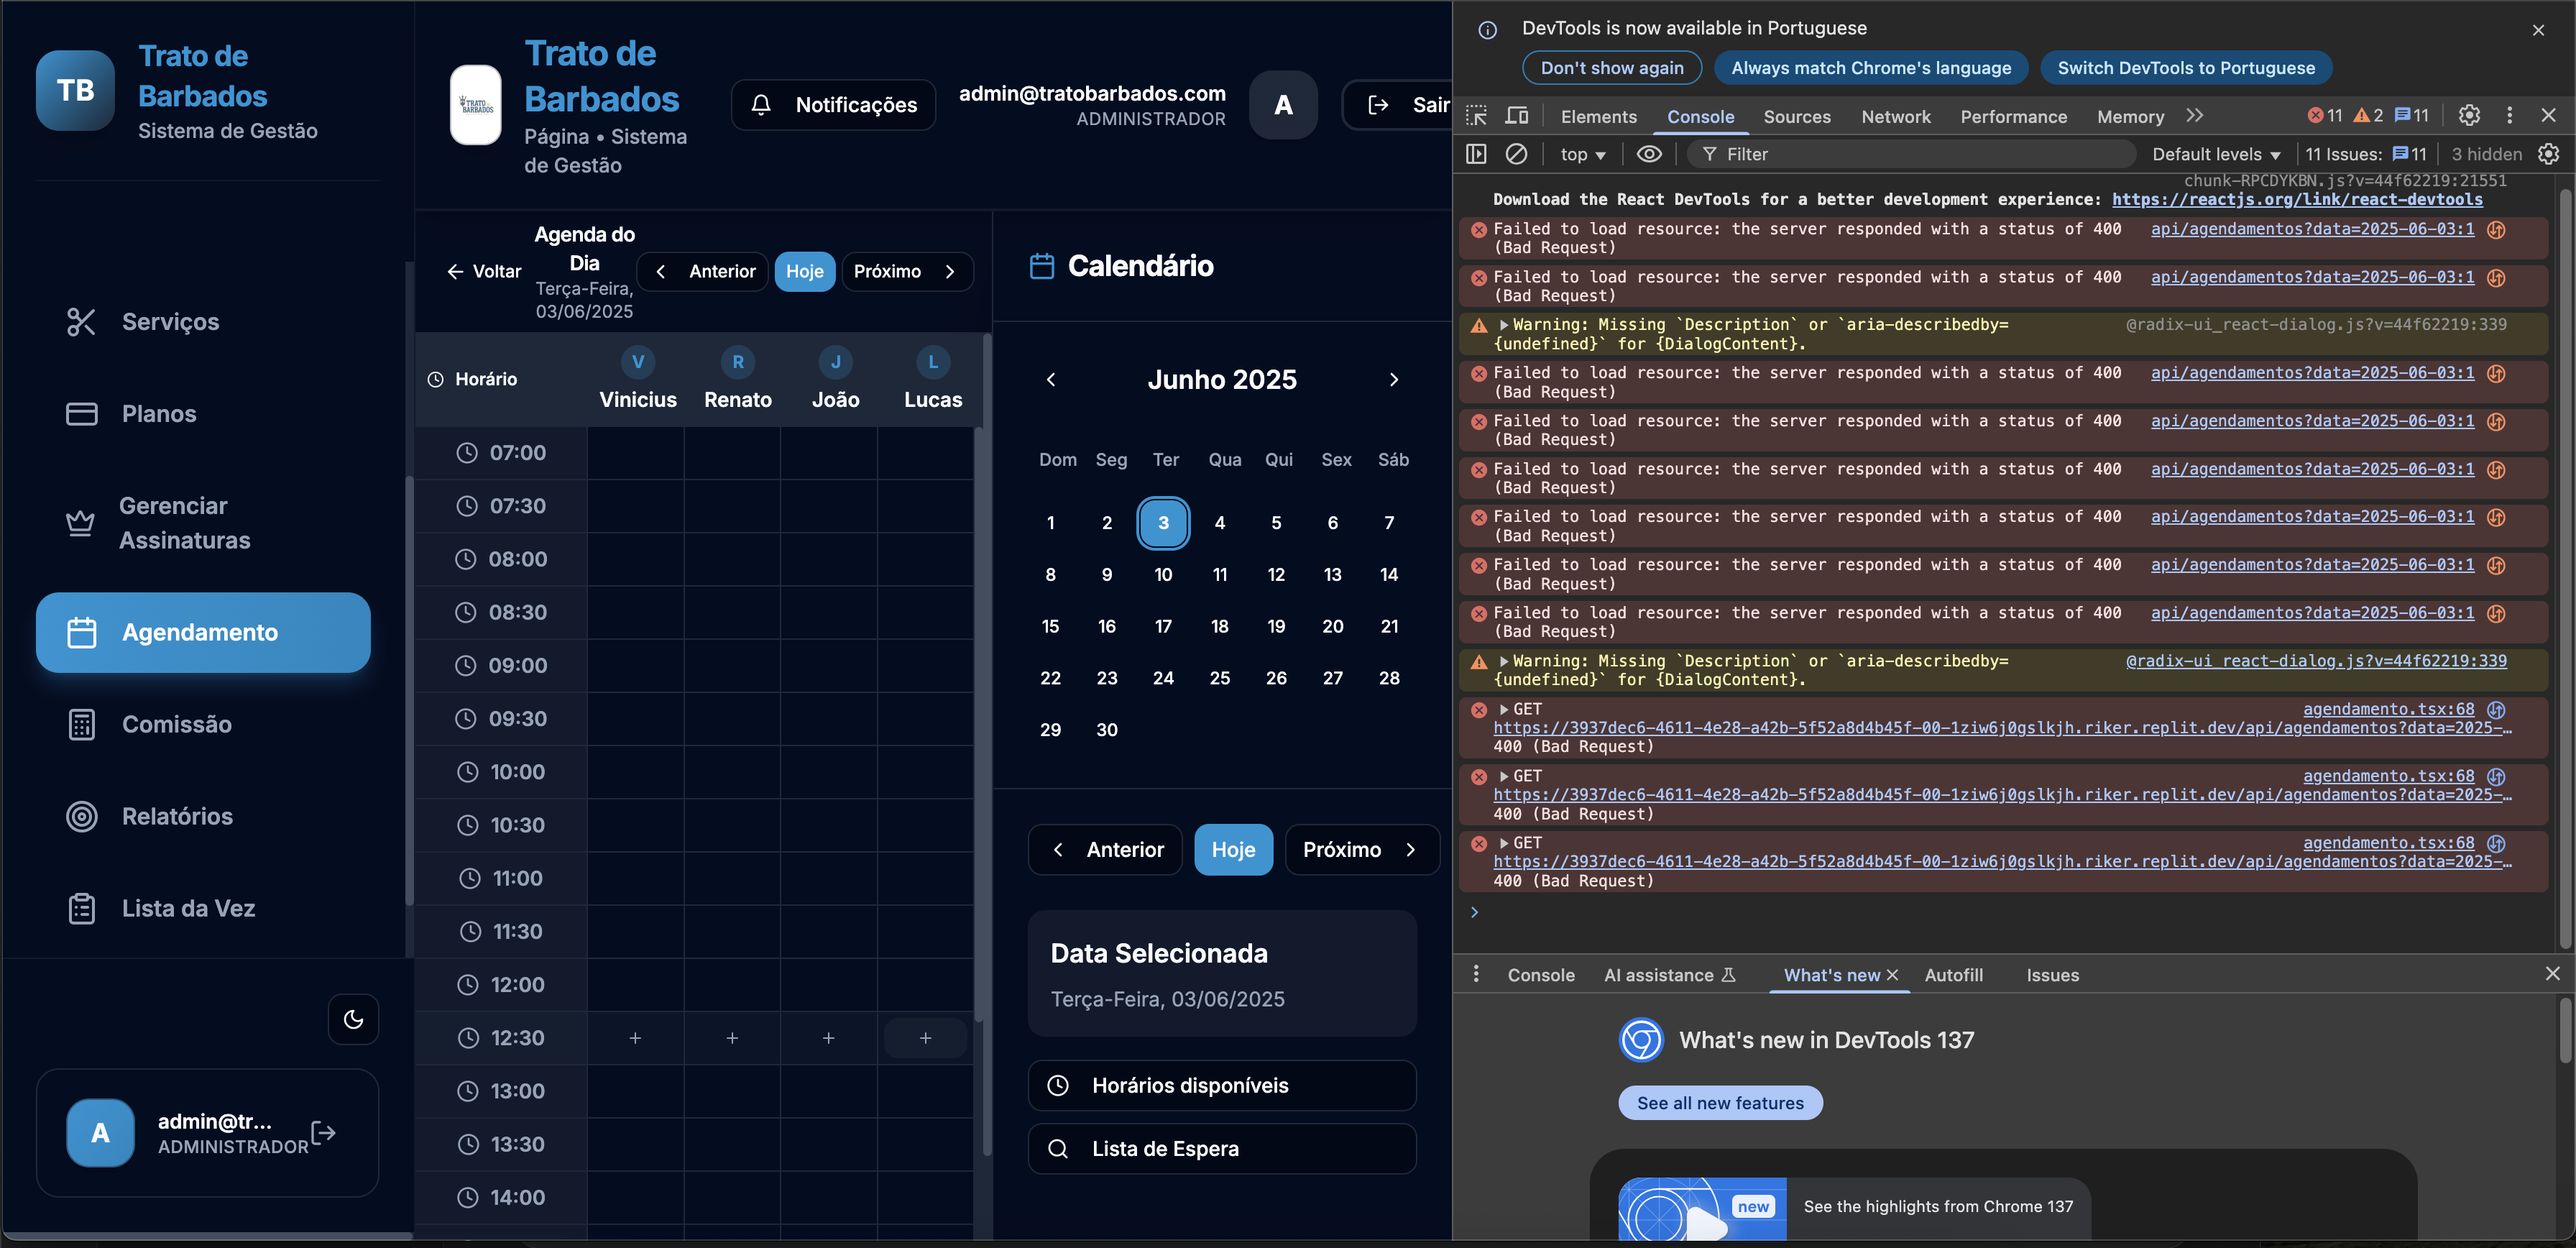 TB
Trato de
Barbados
Sistema de Gestão
Serviços
Planos
Gerenciar
Assinaturas
Agendamento
Comissão
Relatórios
Lista da Vez
A
admin@tr...
ADMINISTRADOR
TRATO
BARBADOS
Trato de
Barbados
Página • Sistema
de Gestão
Notificações
admin@tratobarbados.com
ADMINISTRADOR
A
Sair
Voltar
Agenda do
Dia
Terça-Feira,
03/06/2025
Anterior
Hoje
Próximo
Horário
V
Vinicius
R
Renato
J
João
L
Lucas
07:00
07:30
08:00
08:30
09:00
09:30
10:00
10:30
11:00
11:30
12:00
12:30 + + + +
13:00
13:30
14:00
Calendário
Junho 2025
Dom Seg Ter Qua Qui Sex Sáb
1 2 3 4 5 6 7
8 9 10 11 12 13 14
15 16 17 18 19 20 21
22 23 24 25 26 27 28
29 30
Anterior
Hoje
Próximo
Data Selecionada
Terça-Feira, 03/06/2025
Horários disponíveis
Lista de Espera
DevTools is now available in Portuguese
Don't show again
Always match Chrome's language
Switch DevTools to Portuguese
Elements Console Sources Network Performance Memory 11 2 11
top Filter Default levels 11 Issues: 11 3 hidden
chunk-RPCDYKBN.js?v=44f62219:21551
Download the React DevTools for a better development experience: https://reactjs.org/link/react-devtools
Failed to load resource: the server responded with a status of 400 api/agendamentos?data=2025-06-03:1
(Bad Request)
Failed to load resource: the server responded with a status of 400 api/agendamentos?data=2025-06-03:1
(Bad Request)
Warning: Missing `Description` or `aria-describedby= @radix-ui_react-dialog.js?v=44f62219:339
{undefined}` for {DialogContent}.
Failed to load resource: the server responded with a status of 400 api/agendamentos?data=2025-06-03:1
(Bad Request)
Failed to load resource: the server responded with a status of 400 api/agendamentos?data=2025-06-03:1
(Bad Request)
Failed to load resource: the server responded with a status of 400 api/agendamentos?data=2025-06-03:1
(Bad Request)
Failed to load resource: the server responded with a status of 400 api/agendamentos?data=2025-06-03:1
(Bad Request)
Failed to load resource: the server responded with a status of 400 api/agendamentos?data=2025-06-03:1
(Bad Request)
Failed to load resource: the server responded with a status of 400 api/agendamentos?data=2025-06-03:1
(Bad Request)
Warning: Missing `Description` or `aria-describedby= @radix-ui_react-dialog.js?v=44f62219:339
{undefined}` for {DialogContent}.
GET agendamento.tsx:68
https://3937dec6-4611-4e28-a42b-5f52a8d4b45f-00-1ziw6j0gslkjh.riker.replit.dev/api/agendamentos?data=2025-…
400 (Bad Request)
GET agendamento.tsx:68
https://3937dec6-4611-4e28-a42b-5f52a8d4b45f-00-1ziw6j0gslkjh.riker.replit.dev/api/agendamentos?data=2025-…
400 (Bad Request)
GET agendamento.tsx:68
https://3937dec6-4611-4e28-a42b-5f52a8d4b45f-00-1ziw6j0gslkjh.riker.replit.dev/api/agendamentos?data=2025-…
400 (Bad Request)
Console AI assistance What's new Autofill Issues
What's new in DevTools 137
See all new features
new
See the highlights from Chrome 137